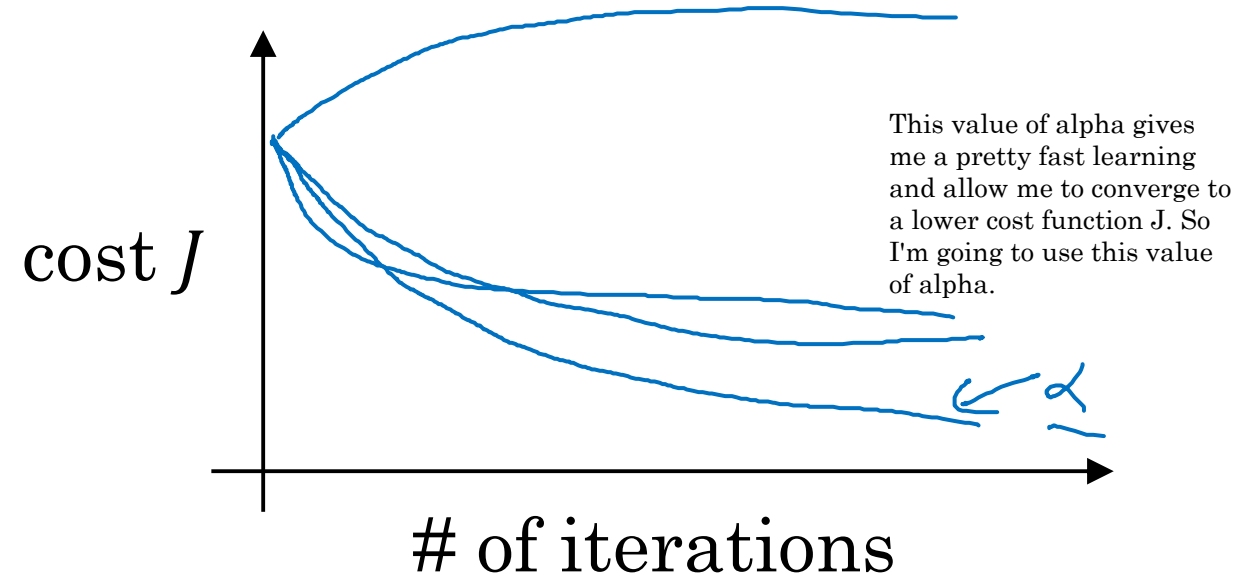 This value of alpha gives
me a pretty fast learning
and allow me to converge to
a lower cost function J. So
I'm going to use this value
of alpha.
cost J
α
# of iterations